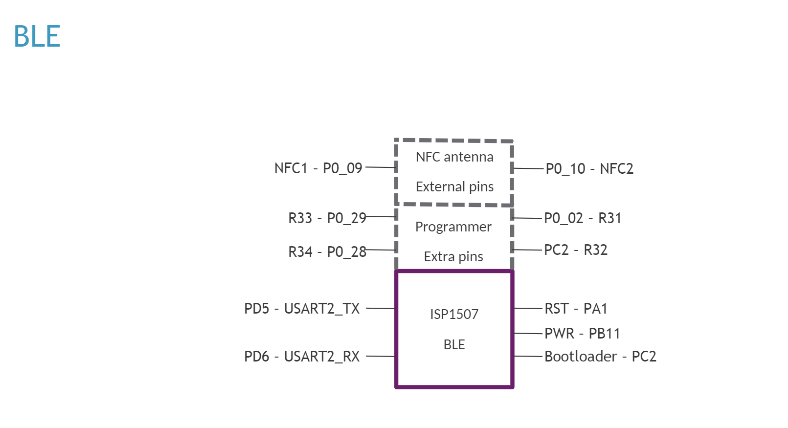 BLE
NFC antenna
NFC1 - P0_09
P0_10 - NFC2
External pins
R33 - P0_29
P0_02 - R31
Programmer
R34 - P0_28
PC2 - R32
Extra pins
PD5 - USART2_TX
ISP1507
RST - PA1
PWR - PB11
BLE
PD6 - USART2_RX
Bootloader - PC2